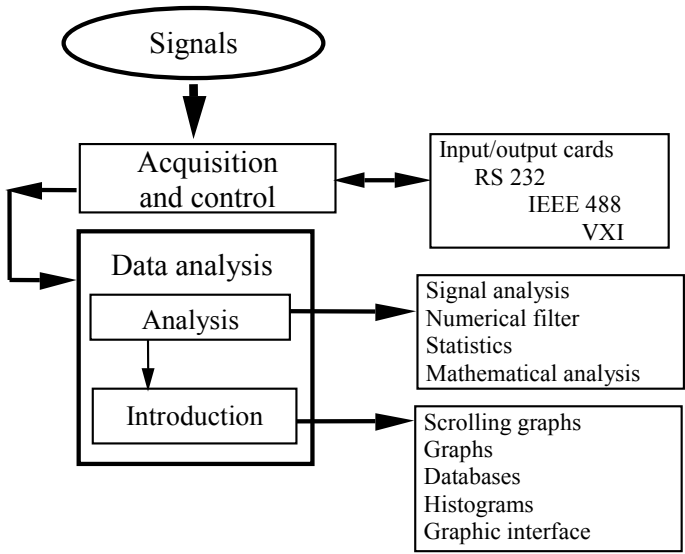 Signals
Acquisition
and control
Input/output cards
RS 232
IEEE 488
VXI
Data analysis
Analysis
Signal analysis
Numerical filter
Statistics
Mathematical analysis
Introduction
Scrolling graphs
Graphs
Databases
Histograms
Graphic interface